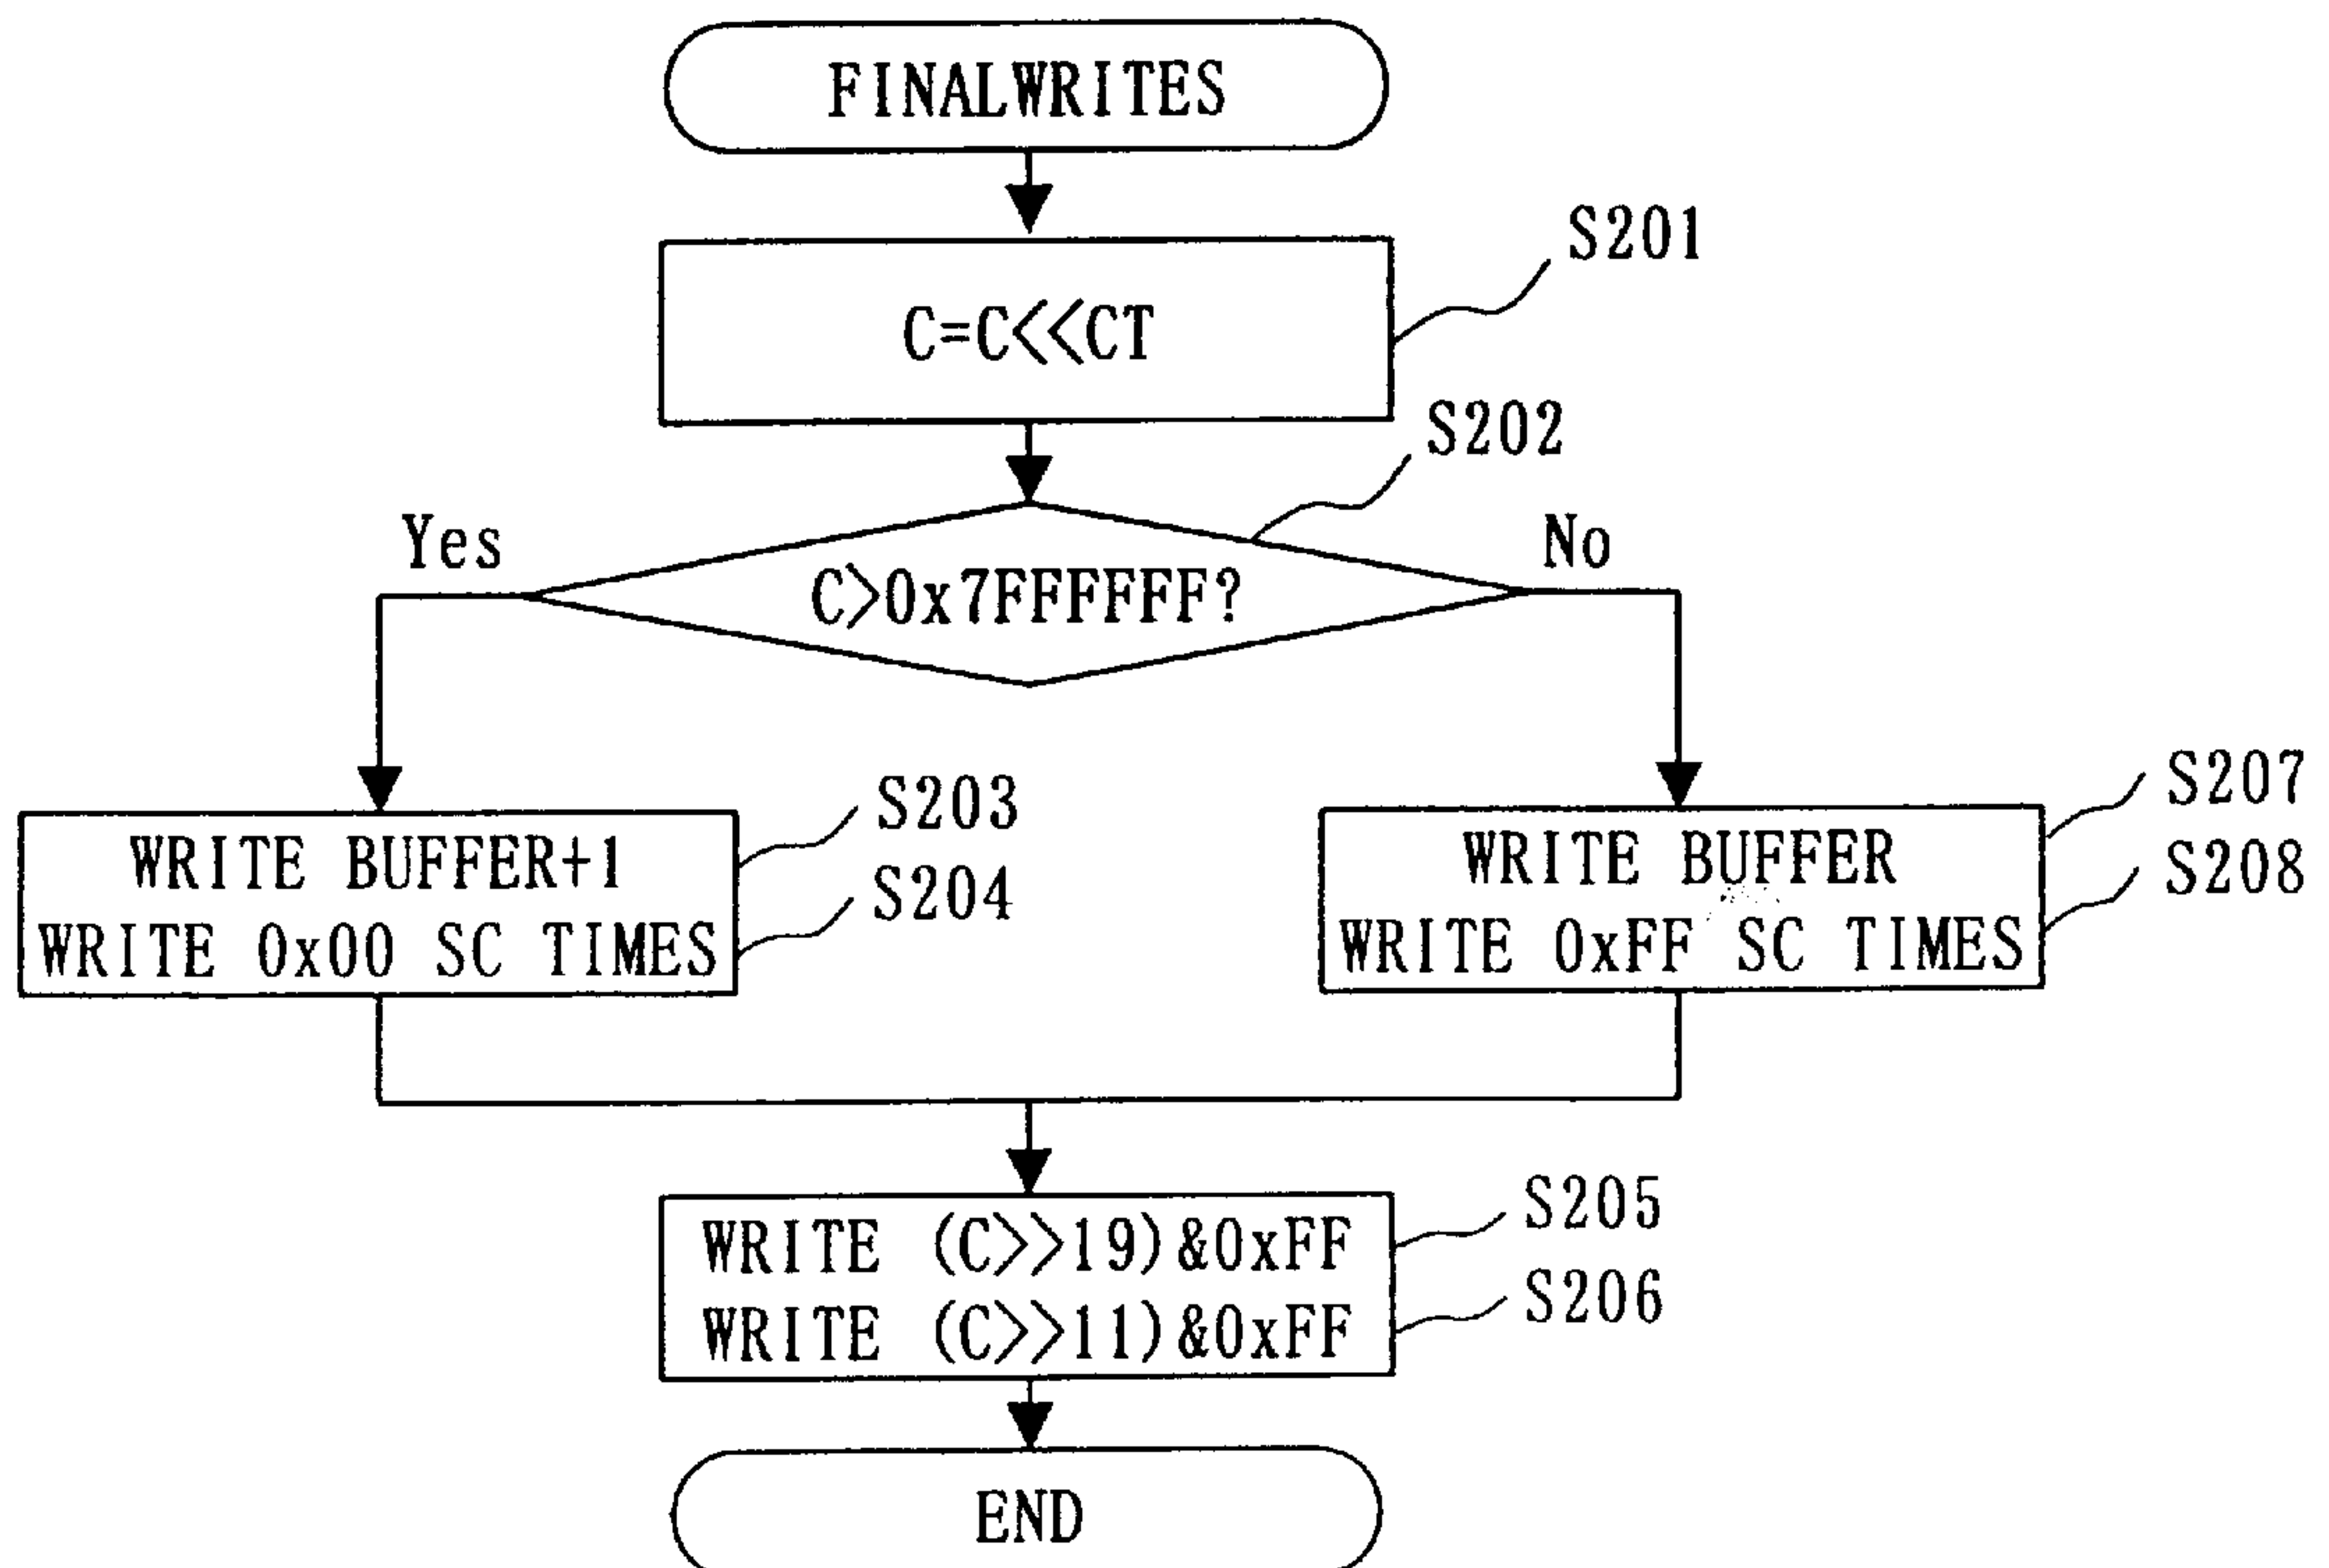 FINALWRITES
S201
C=C<<CT
S202
Yes
No
C>0x7FFFFFF?
S203
WRITE BUFFER+1
S204
WRITE 0x00 SC TIMES
S207
WRITE BUFFER
S208
WRITE 0xFF SC TIMES
S205
WRITE (C>>19)&0xFF
S206
WRITE (C>>11)&0xFF
END